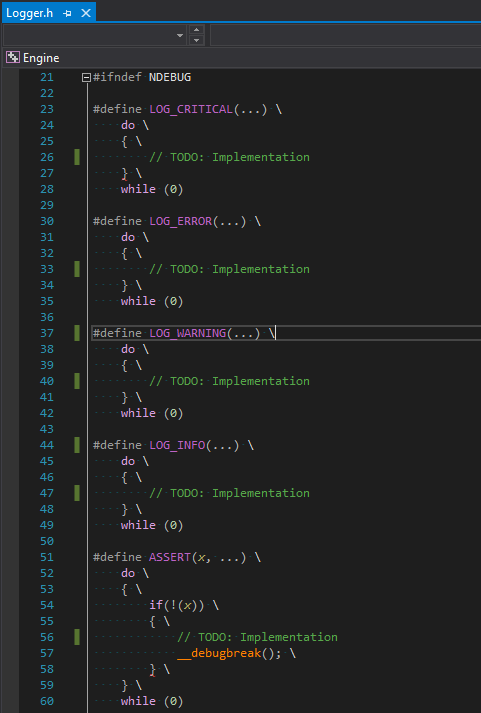 Logger.h
Engine
21 #ifndef NDEBUG
22
23 #define LOG_CRITICAL(...) \
24     do \
25     { \
26         // TODO: Implementation
27     } \
28     while (0)
29
30 #define LOG_ERROR(...) \
31     do \
32     { \
33         // TODO: Implementation
34     } \
35     while (0)
36
37 #define LOG_WARNING(...) \
38     do \
39     { \
40         // TODO: Implementation
41     } \
42     while (0)
43
44 #define LOG_INFO(...) \
45     do \
46     { \
47         // TODO: Implementation
48     } \
49     while (0)
50
51 #define ASSERT(x, ...) \
52     do \
53     { \
54         if(!(x)) \
55         { \
56             // TODO: Implementation
57             __debugbreak(); \
58         } \
59     } \
60     while (0)